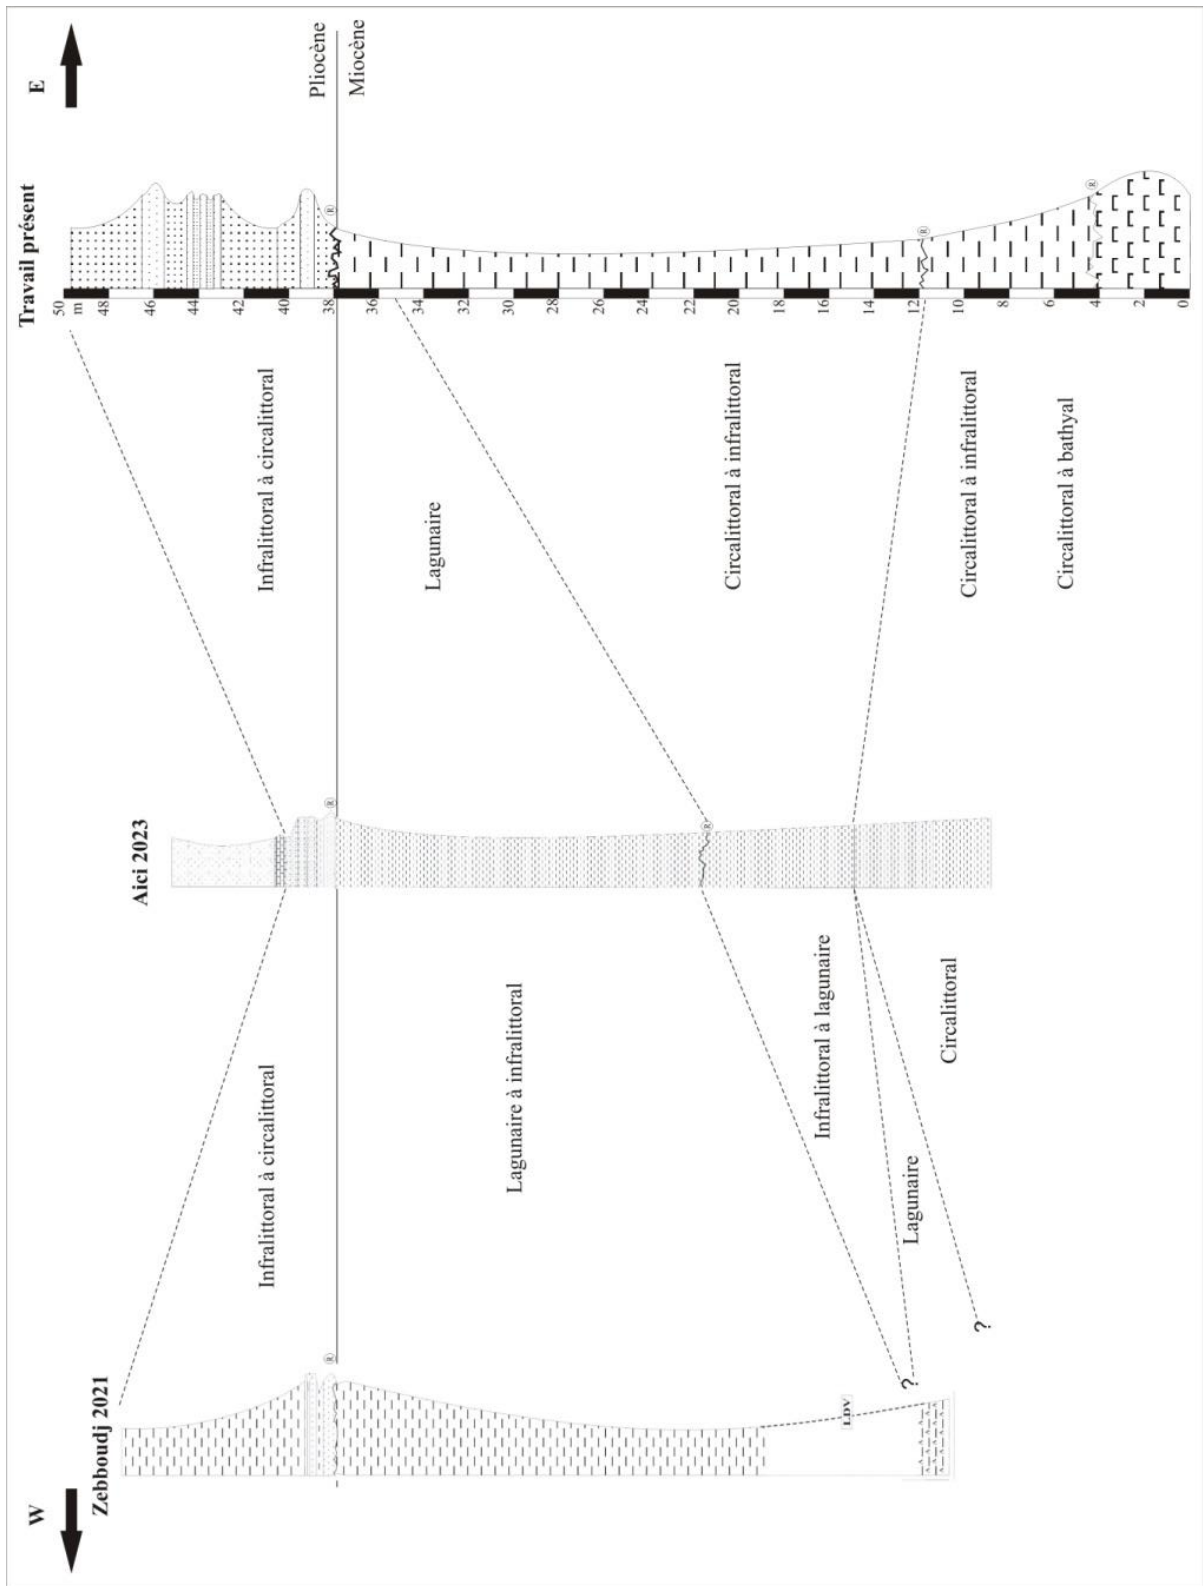 W
E
Zebboudj 2021
Aici 2023
Travail présent
50
m
48
46
44
42
40
38
36
34
32
30
28
26
24
22
20
18
16
14
12
10
8
6
4
2
0
Pliocène
Miocène
Infralittoral à circalittoral
Infralittoral à circalittoral
Ⓡ
Ⓡ
Ⓡ
Lagunaire
Lagunaire à infralittoral
Ⓡ
Circalittoral à infralittoral
Infralittoral à lagunaire
LDV
?
Ⓡ
Lagunaire
Circalittoral
Circalittoral à infralittoral
?
Circalittoral à bathyal
Ⓡ